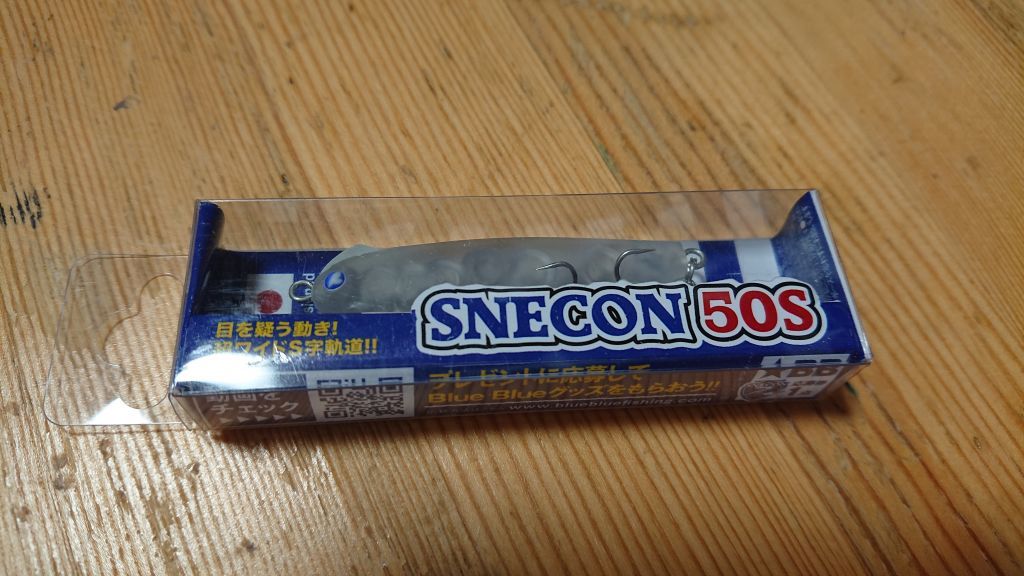 SNECON 50S
目を疑う動き!
超ワイドS字軌道!!
動画を
チェック
プレゼントに応募して
Blue Blueグッズをもらおう!!
www.bluebluefishing.com
★BB